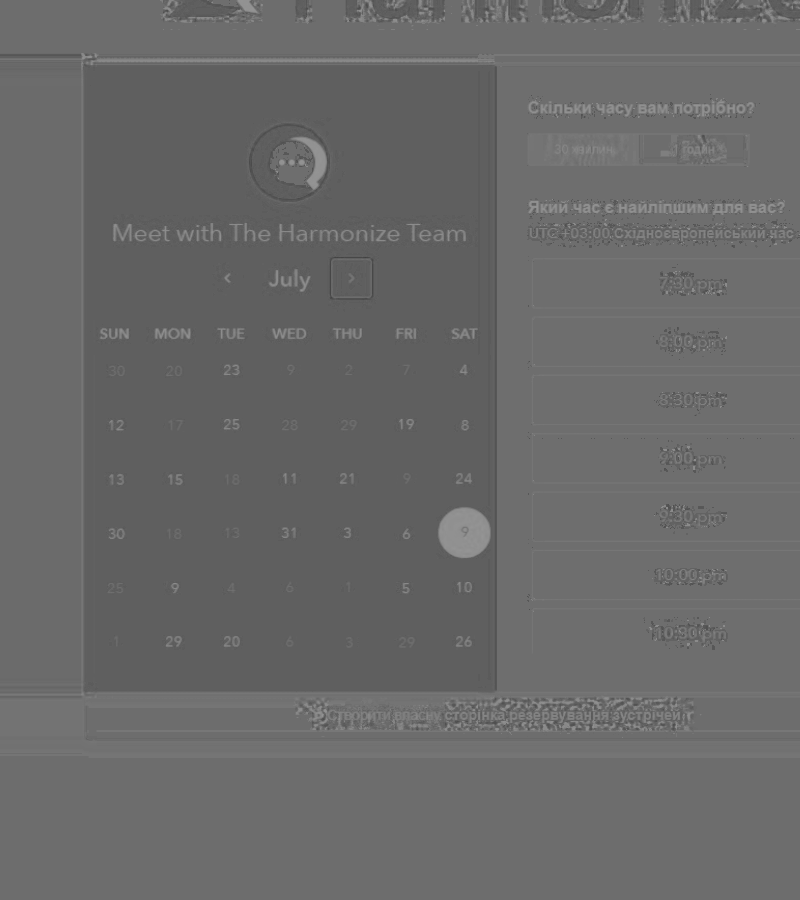 Harmonize
Meet with The Harmonize Team
July
SUN MON TUE WED THU FRI SAT
30 20 23 9 2 7 4
12 17 25 28 29 19 8
13 15 18 11 21 9 24
30 18 13 31 3 6 9
25 9 4 6 1 5 10
1 29 20 6 3 29 26
Скільки часу вам потрібно?
30 хвилин 1 годин
Який час є найліпшим для вас?
UTC +03:00 Східноєвропейський час
7:30 pm
8:00 pm
8:30 pm
9:00 pm
9:30 pm
10:00 pm
10:30 pm
Створити власну сторінка резервування зустрічей